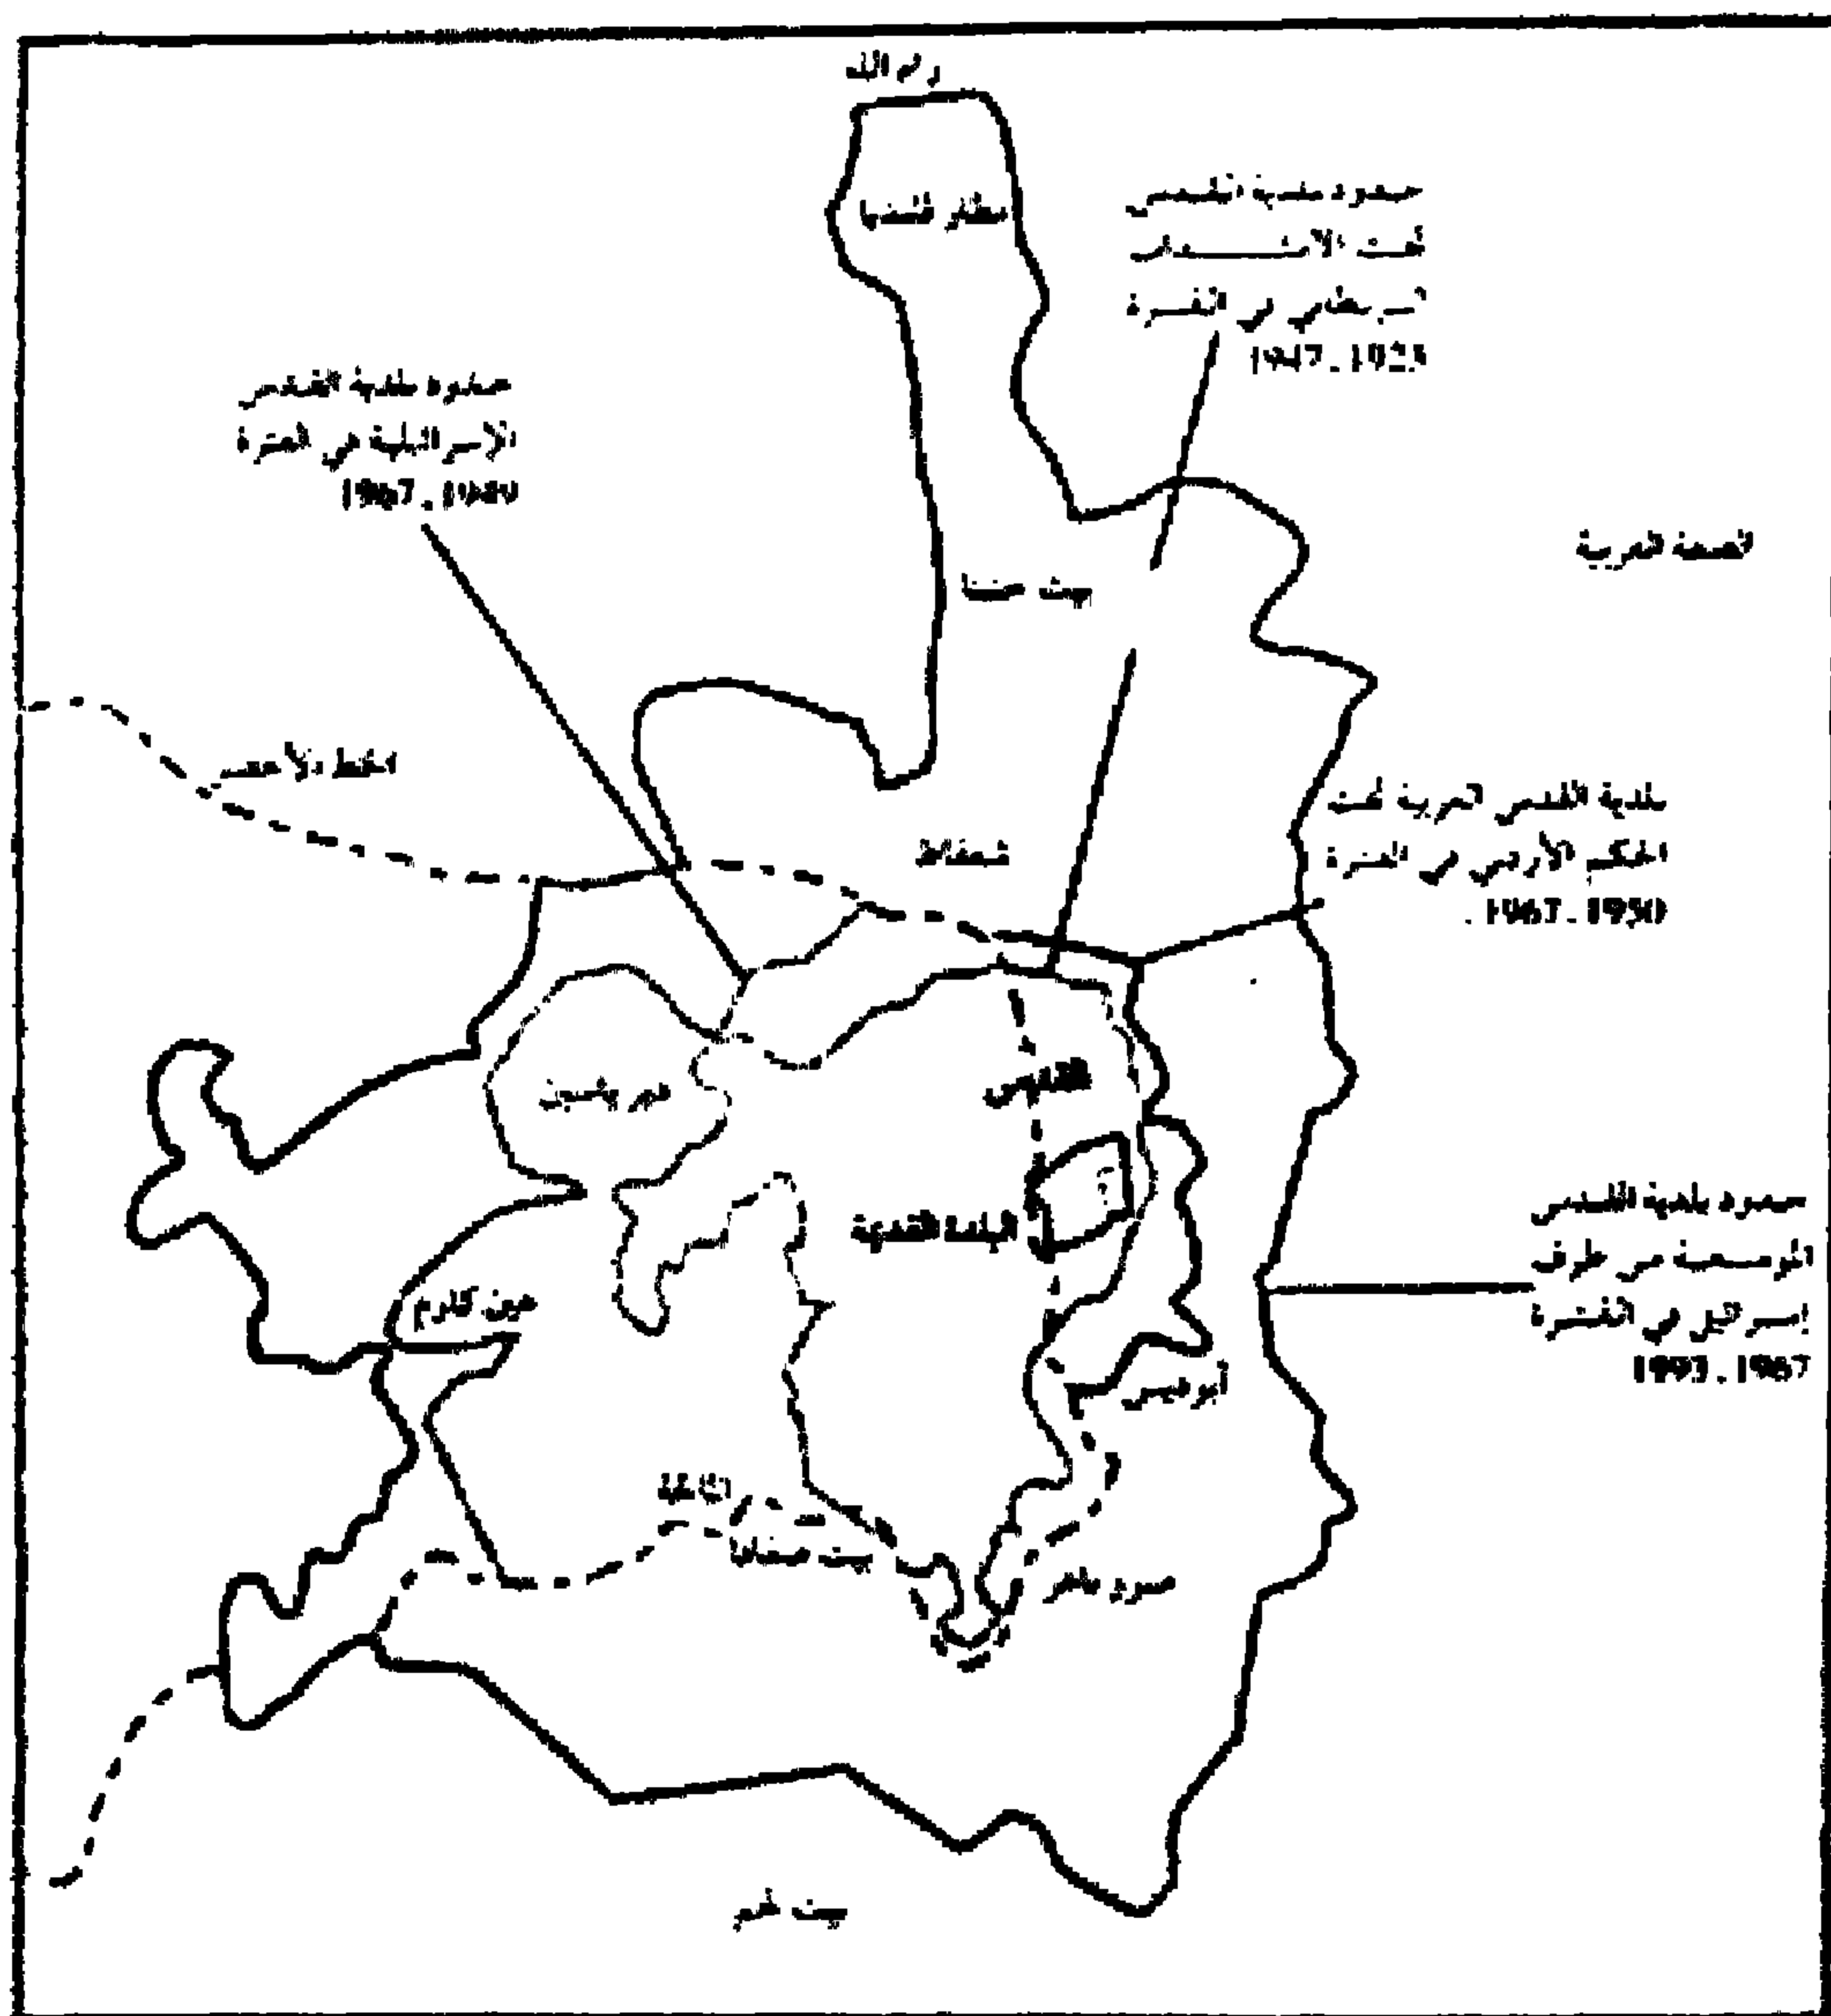 رام الله
مطار قلنديا
حدود بلدية القدس
تحت الانتداب
البريطاني في الفترة
1947.1925
حدود بلدية القدس
الإسرائيلية في الفترة
1967.1949
الضفة الغربية
بيت حنينا
الخط الأخضر
شعفاط
بلدية القدس العربية تحت
الحكم الأردني في الفترة
1967.1950.
القدس
دير ياسين
حدود بلدية القدس
الموسعة من طرف
إسرائيل في الفترة
1993.1967
البلدة القديمة
عين كارم
أبو ديس
المالحة
بيت صفافا
صور باهر
بيت لحم